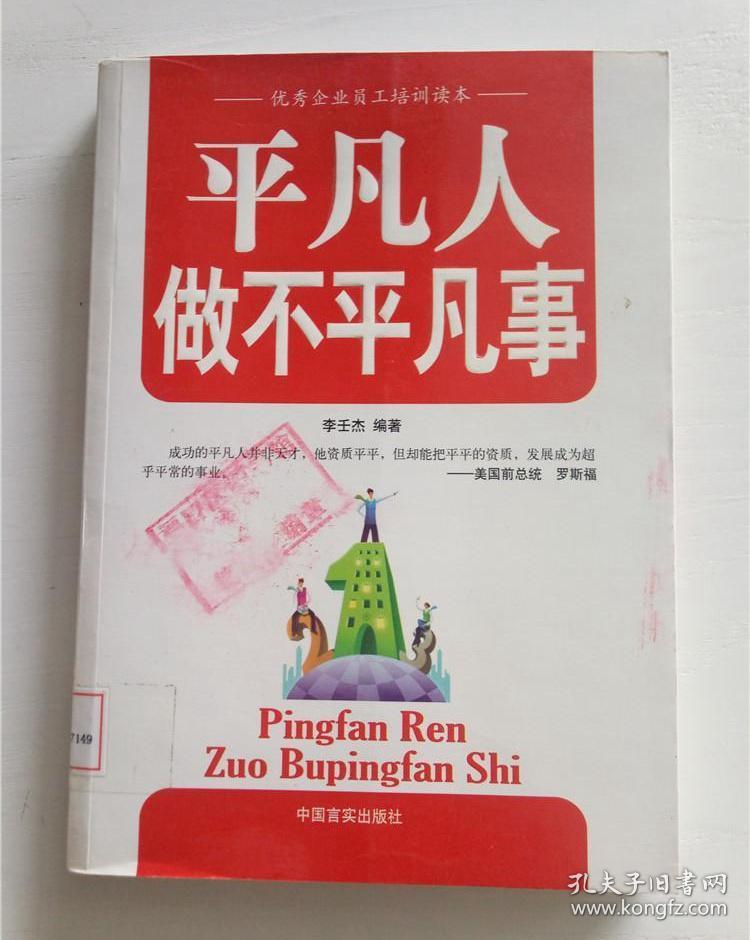 优秀企业员工培训读本
平凡人
做不平凡事
李壬杰 编著
成功的平凡人并非天才，他资质平平，但却能把平平的资质，发展成为超
乎平常的事业。
——美国前总统 罗斯福
1
2
3
Pingfan Ren
Zuo Bupingfan Shi
7149
中国言实出版社
孔夫子旧書网
www.kongfz.com